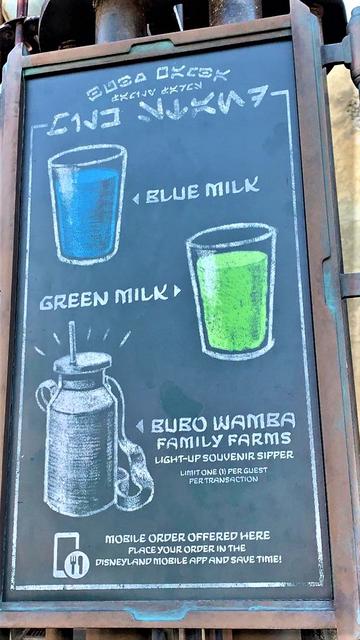 BLUE MILK
GREEN MILK
BUBO WAMBA
FAMILY FARMS
LIGHT-UP SOUVENIR SIPPER
LIMIT ONE (1) PER GUEST
PER TRANSACTION
MOBILE ORDER OFFERED HERE
PLACE YOUR ORDER IN THE
DISNEYLAND MOBILE APP AND SAVE TIME!